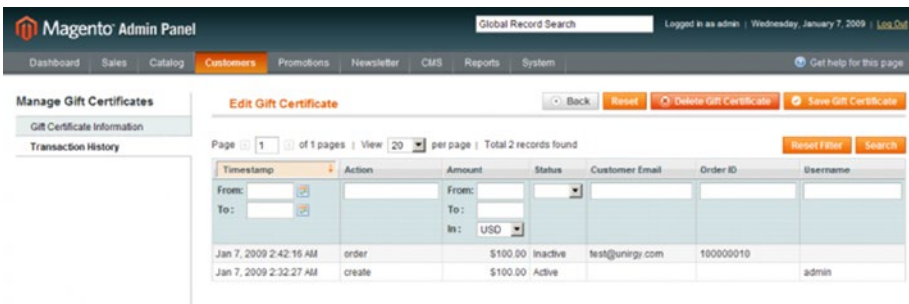 Magento Admin Panel
Global Record Search
Logged in as admin | Wednesday, January 7, 2009 | Log Out
Dashboard Sales Catalog Customers Promotions Newsletter CMS Reports System Get help for this page
Manage Gift Certificates
Gift Certificate Information
Transaction History
Edit Gift Certificate
Back Reset Delete Gift Certificate Save Gift Certificate
Page 1 of 1 pages | View 20 per page | Total 2 records found Reset Filter Search
Timestamp Action Amount Status Customer Email Order ID Username
From: From:
To : To :
In : USD
Jan 7, 2009 2:42:16 AM order $100.00 Inactive test@unirgy.com 100000010
Jan 7, 2009 2:32:27 AM create $100.00 Active admin